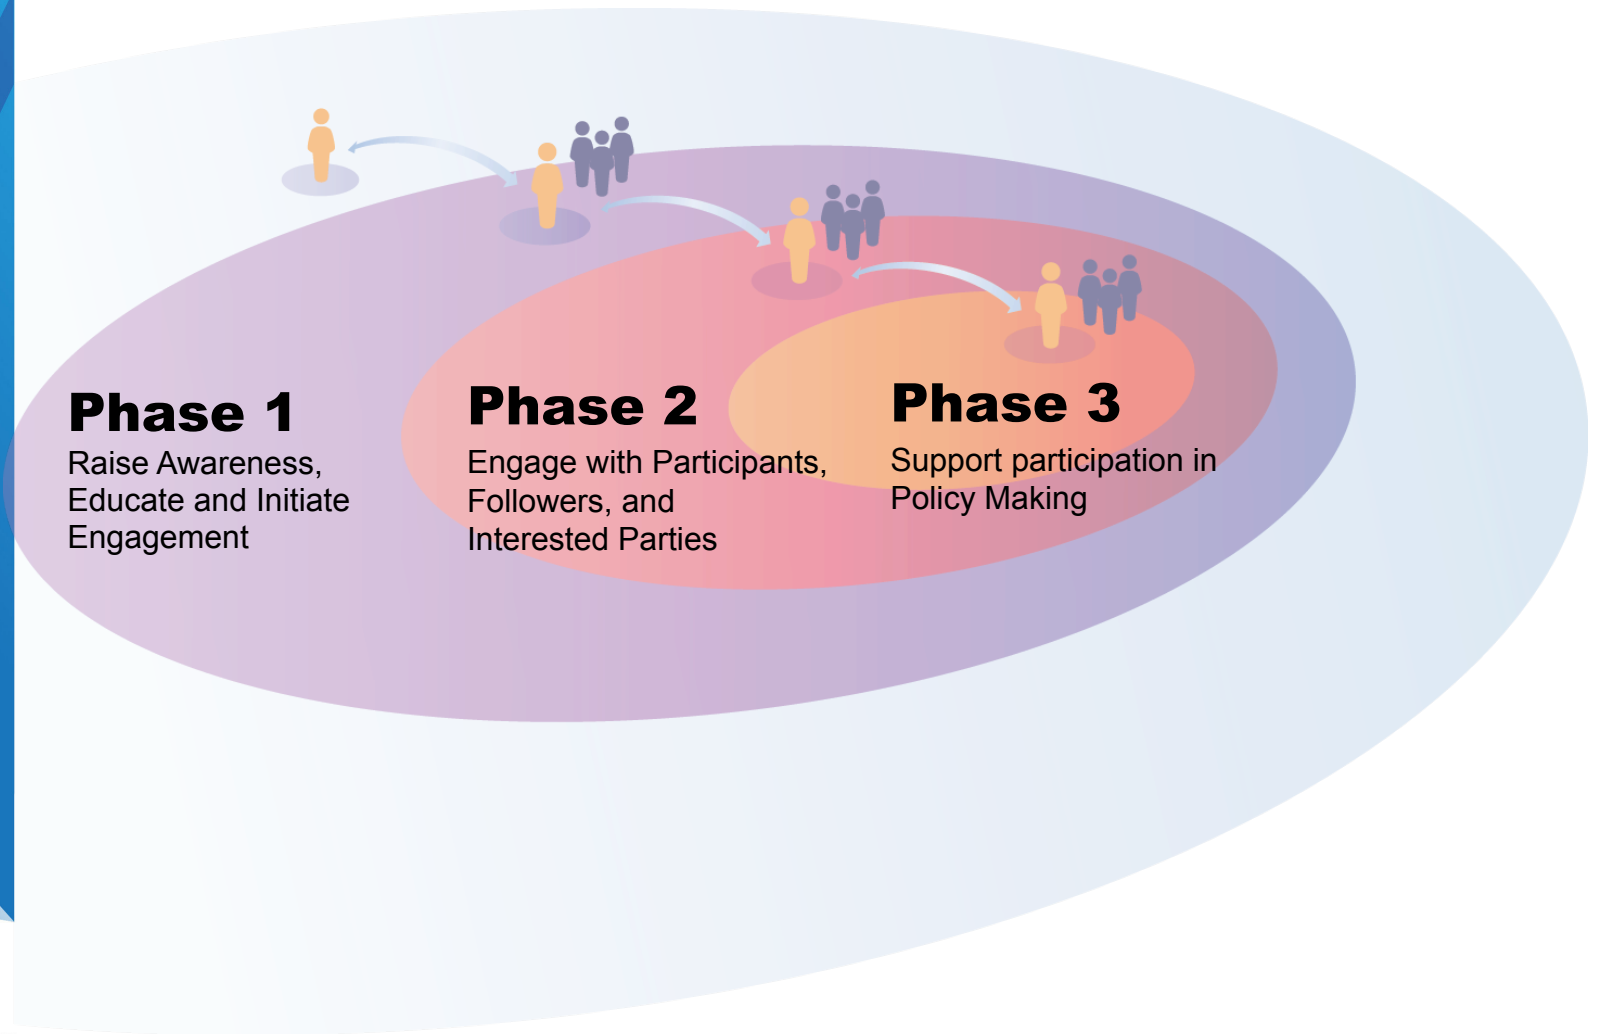 Phase 1
Raise Awareness,
Educate and Initiate
Engagement
Phase 2
Engage with Participants,
Followers, and
Interested Parties
Phase 3
Support participation in
Policy Making